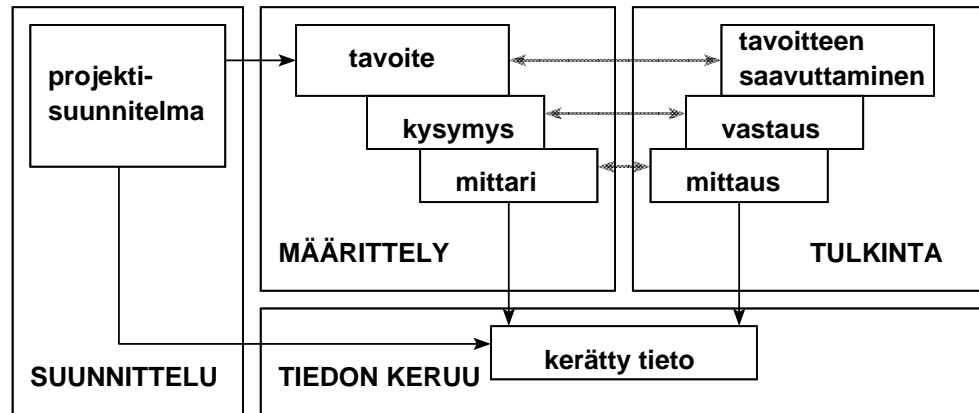 projekti-
suunnitelma
SUUNNITTELU
tavoite
kysymys
mittari
MÄÄRITTELY
tavoitteen
saavuttaminen
vastaus
mittaus
TULKINTA
kerätty tieto
TIEDON KERUU